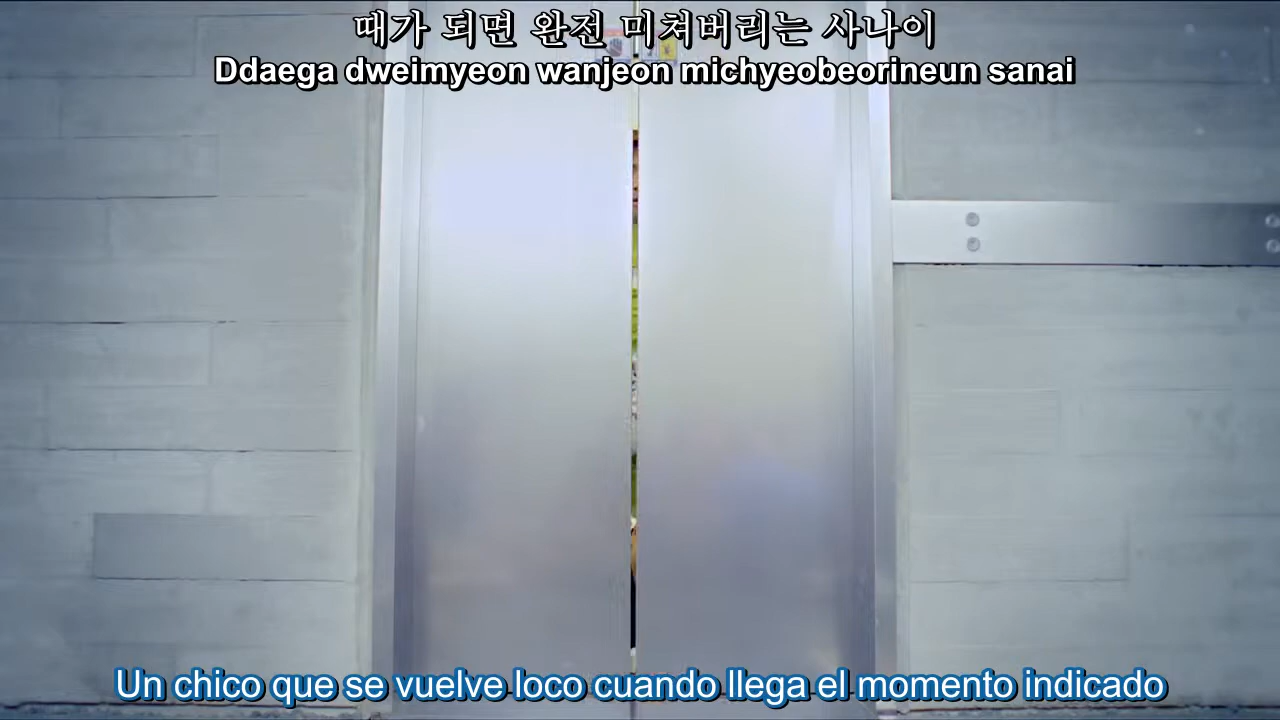 때가 되면 완전 미쳐버리는 사나이
Ddaega dweimyeon wanjeon michyeobeorineun sanai
Un chico que se vuelve loco cuando llega el momento indicado